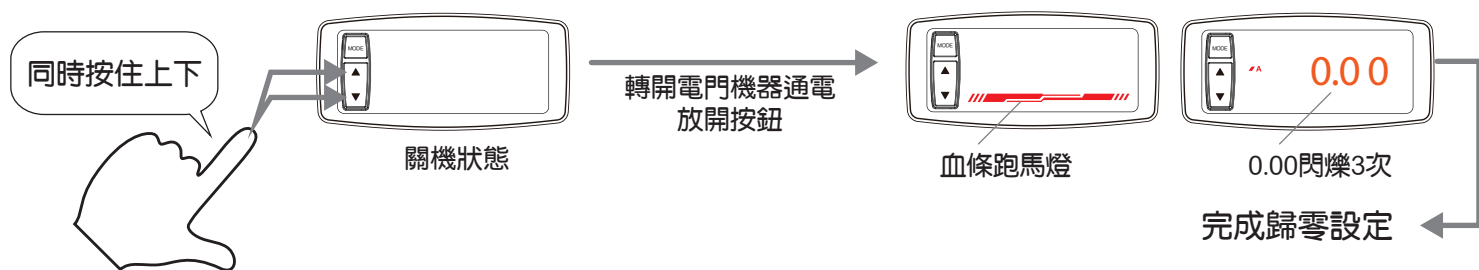 同時按住上下
MODE
關機狀態
轉開電門機器通電
放開按鈕
MODE
血條跑馬燈
MODE
A
0.00
0.00閃爍3次
完成歸零設定